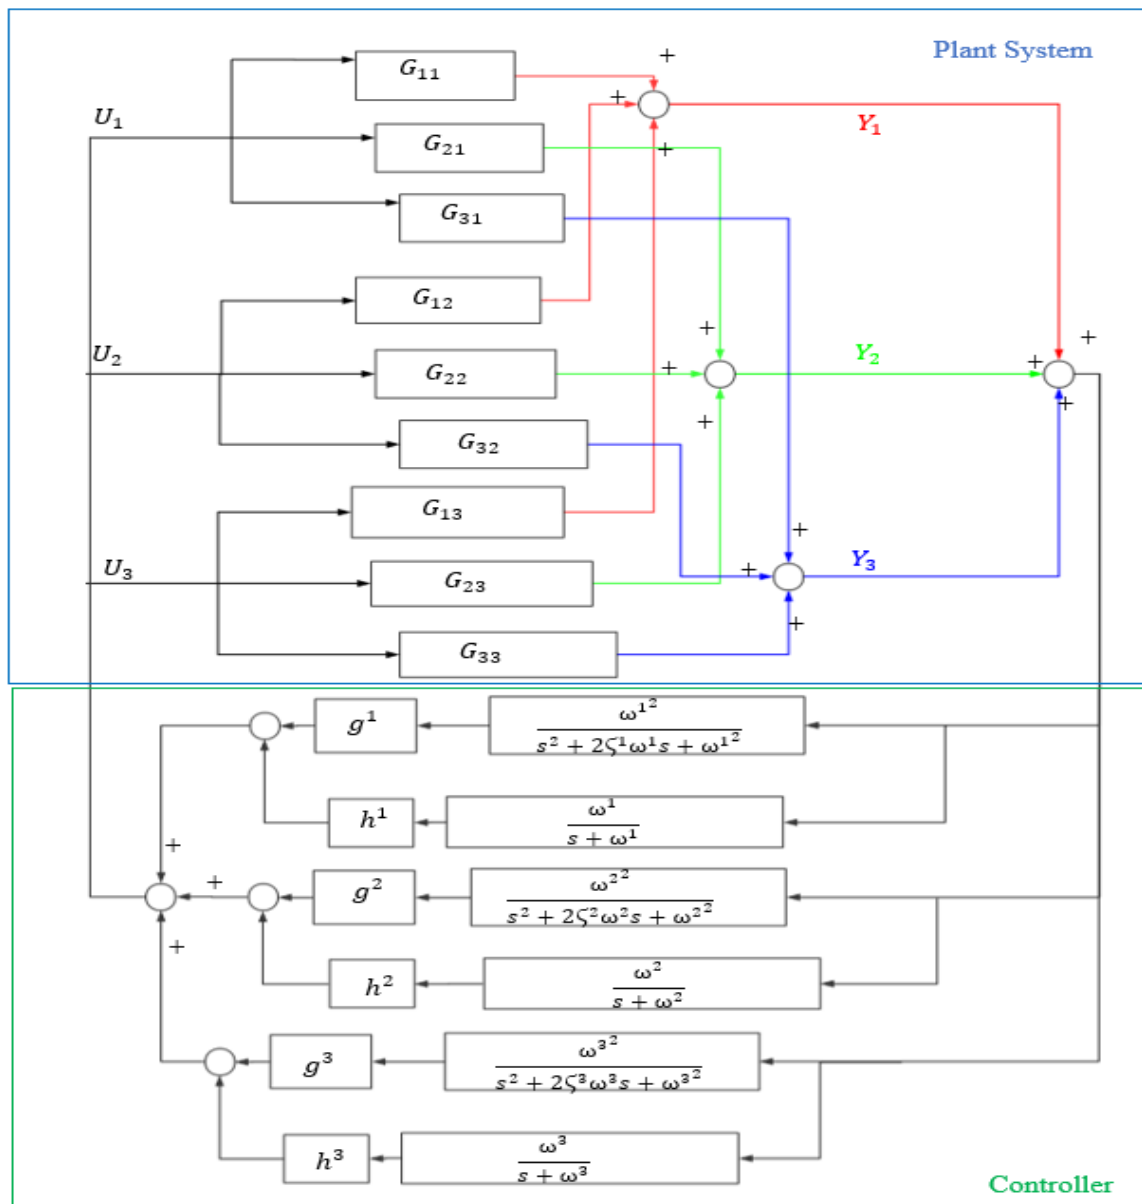 Plant System
G₁₁
+
U₁
+
Y₁
G₂₁
+
G₃₁
G₁₂
+
+
U₂
Y₂
+
+
G₂₂
+
+
G₃₂
G₁₃
+
U₃
Y₃
+
G₂₃
+
G₃₃
g¹
ω¹²
s² + 2ζ¹ω¹s + ω¹²
h¹
ω¹
s + ω¹
+
+
g²
ω²²
s² + 2ζ²ω²s + ω²²
+
h²
ω²
s + ω²
g³
ω³²
s² + 2ζ³ω³s + ω³²
h³
ω³
s + ω³
Controller